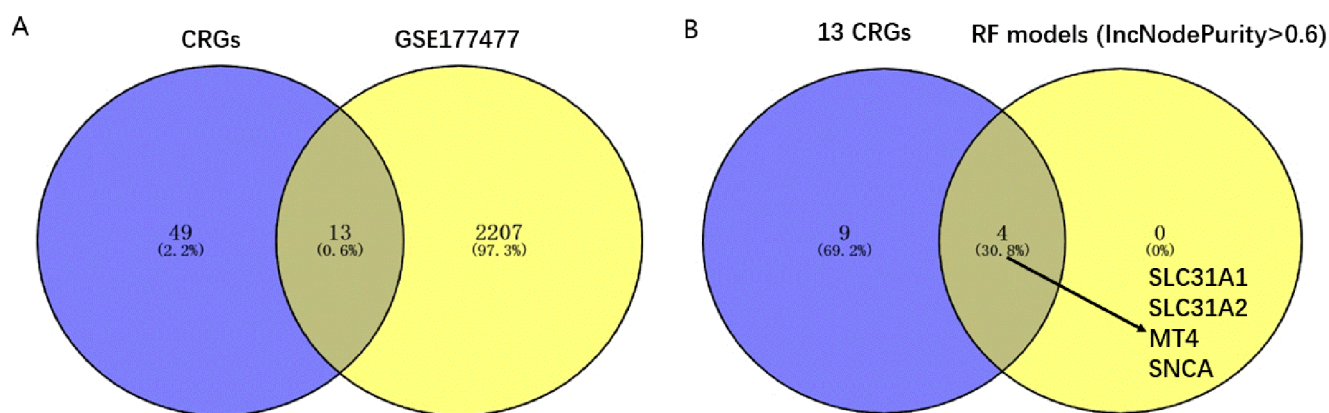 A
CRGs
GSE177477
49
(2.2%)
13
(0.6%)
2207
(97.3%)
B
13 CRGs
RF models (IncNodePurity>0.6)
9
(69.2%)
4
(30.8%)
0
(0%)
SLC31A1
SLC31A2
MT4
SNCA